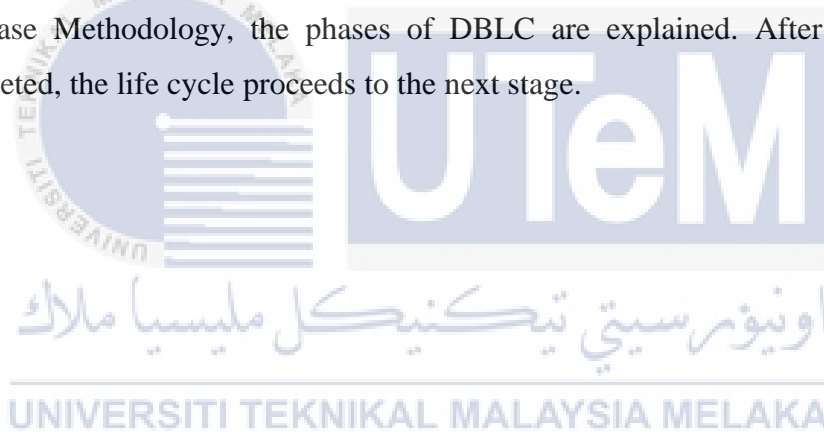 ase Methodology, the phases of DBLC are explained. After
eted, the life cycle proceeds to the next stage.
UTeM
اونيۏرسيتي تيكنيكل مليسيا ملاك
UNIVERSITI TEKNIKAL MALAYSIA MELAKA